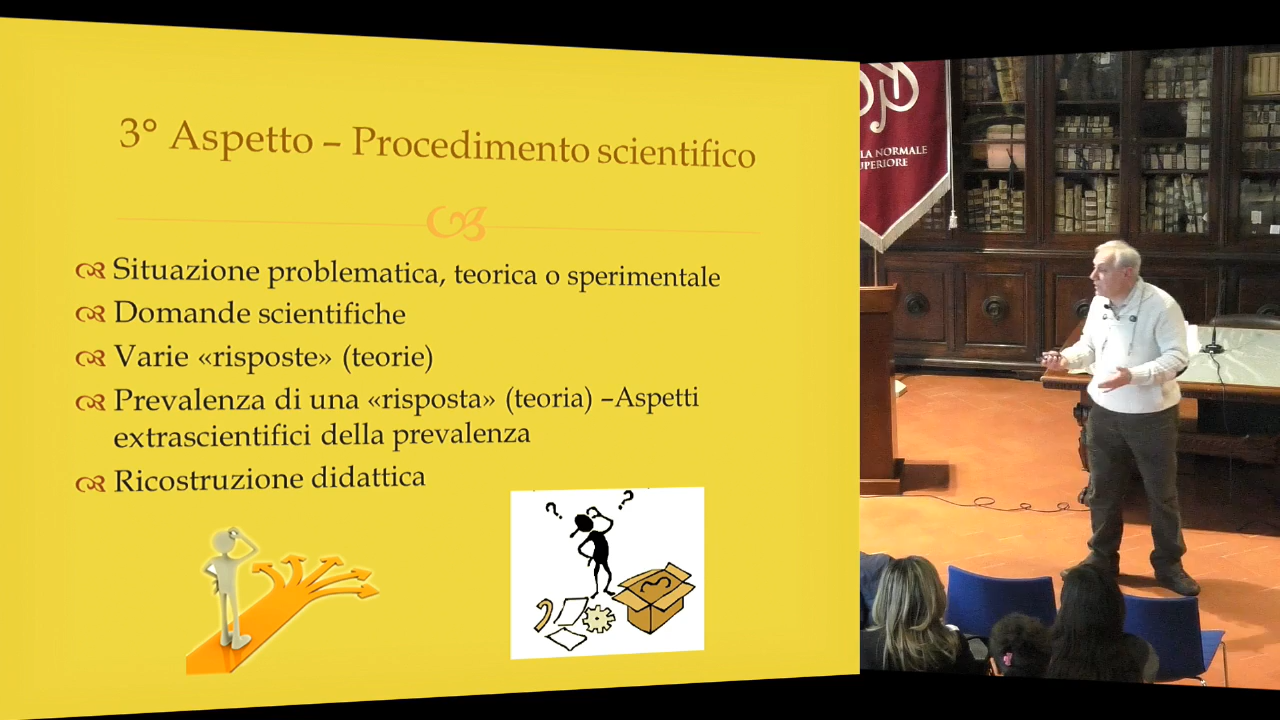 3° Aspetto – Procedimento scientifico
Situazione problematica, teorica o sperimentale
Domande scientifiche
Varie «risposte» (teorie)
Prevalenza di una «risposta» (teoria) –Aspetti
extrascientifici della prevalenza
Ricostruzione didattica
? ?
LA NORMALE
PERIORE